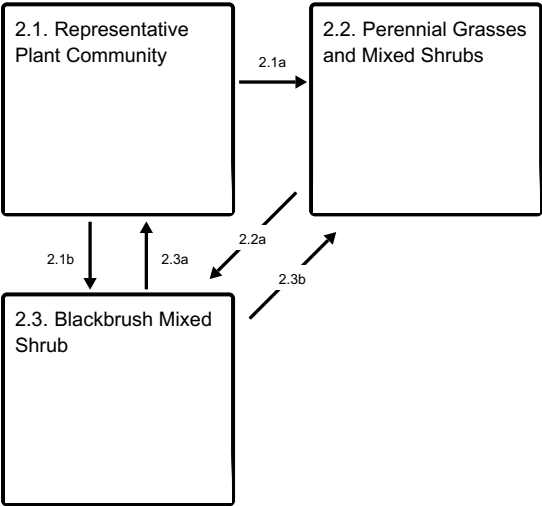 2.1. Representative
Plant Community
2.1a
2.2. Perennial Grasses
and Mixed Shrubs
2.1b
2.3a
2.2a
2.3b
2.3. Blackbrush Mixed
Shrub